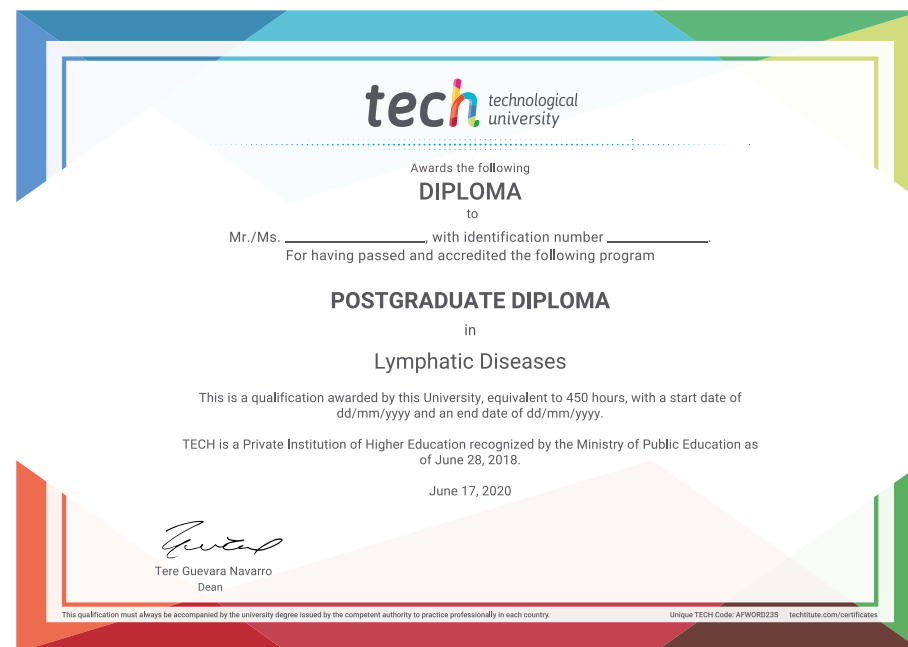 tech technological
university
Awards the following
DIPLOMA
to
Mr./Ms. ________________, with identification number ____________.
For having passed and accredited the following program
POSTGRADUATE DIPLOMA
in
Lymphatic Diseases
This is a qualification awarded by this University, equivalent to 450 hours, with a start date of
dd/mm/yyyy and an end date of dd/mm/yyyy.
TECH is a Private Institution of Higher Education recognized by the Ministry of Public Education as
of June 28, 2018.
June 17, 2020
Tere Guevara Navarro
Dean
This qualification must always be accompanied by the university degree issued by the competent authority to practice professionally in each country. Unique TECH Code: AFWORD23S techtitute.com/certificates